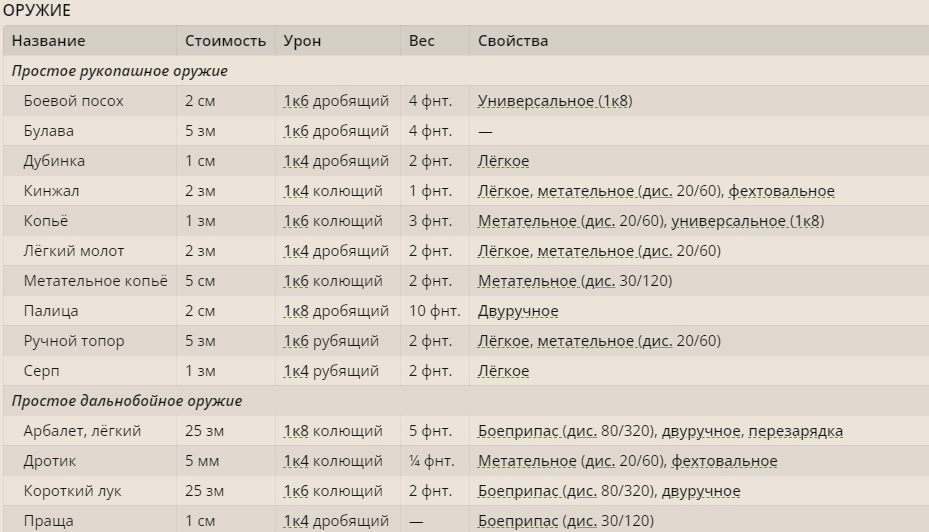 ОРУЖИЕ
Название Стоимость Урон Вес Свойства
Простое рукопашное оружие
Боевой посох 2 см 1к6 дробящий 4 фнт. Универсальное (1к8)
Булава 5 зм 1к6 дробящий 4 фнт. —
Дубинка 1 см 1к4 дробящий 2 фнт. Лёгкое
Кинжал 2 зм 1к4 колющий 1 фнт. Лёгкое, метательное (дис. 20/60), фехтовальное
Копьё 1 зм 1к6 колющий 3 фнт. Метательное (дис. 20/60), универсальное (1к8)
Лёгкий молот 2 зм 1к4 дробящий 2 фнт. Лёгкое, метательное (дис. 20/60)
Метательное копьё 5 см 1к6 колющий 2 фнт. Метательное (дис. 30/120)
Палица 2 см 1к8 дробящий 10 фнт. Двуручное
Ручной топор 5 зм 1к6 рубящий 2 фнт. Лёгкое, метательное (дис. 20/60)
Серп 1 зм 1к4 рубящий 2 фнт. Лёгкое
Простое дальнобойное оружие
Арбалет, лёгкий 25 зм 1к8 колющий 5 фнт. Боеприпас (дис. 80/320), двуручное, перезарядка
Дротик 5 мм 1к4 колющий ¼ фнт. Метательное (дис. 20/60), фехтовальное
Короткий лук 25 зм 1к6 колющий 2 фнт. Боеприпас (дис. 80/320), двуручное
Праща 1 см 1к4 дробящий — Боеприпас (дис. 30/120)